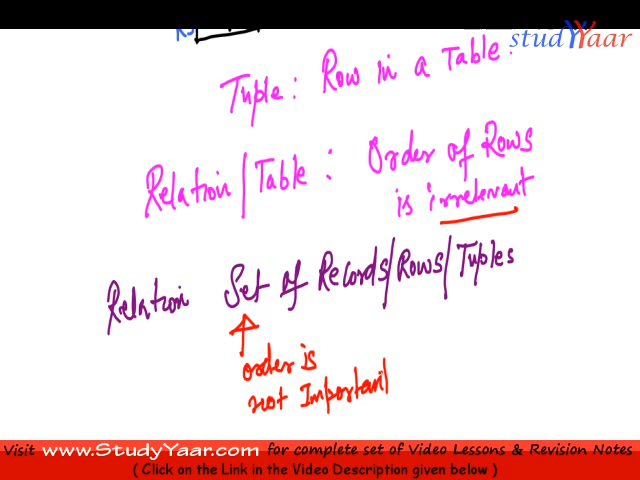 studYYaar
Tuple : Row in a Table .
Relation/Table : Order of Rows
is irrelevant
Relation Set of Records/Rows/Tuples
order is
not Important
Visit www.StudyYaar.com for complete set of Video Lessons & Revision Notes
( Click on the Link in the Video Description given below )